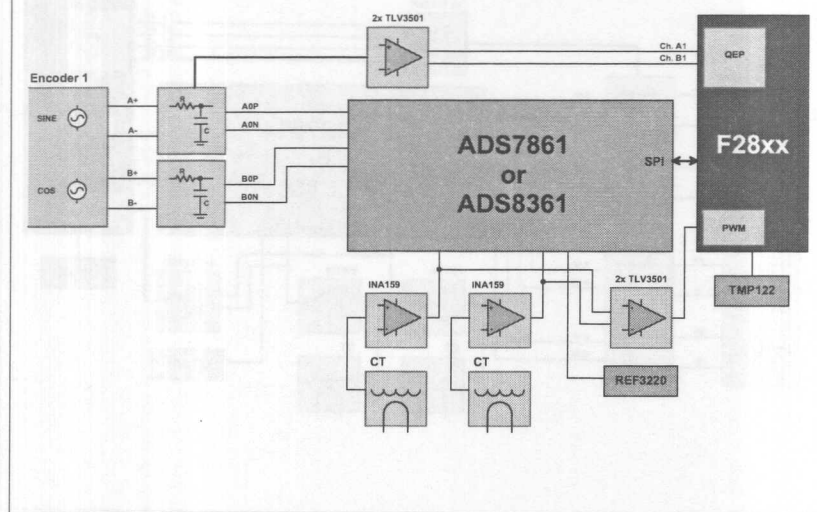 2x TLV3501
Ch. A1
Ch. B1
QEP
Encoder 1
SINE
A+
A-
R
C
A0P
A0N
COS
B+
B-
R
C
B0P
B0N
ADS7861
or
ADS8361
SPI
F28xx
PWM
TMP122
INA159
INA159
2x TLV3501
CT
CT
REF3220